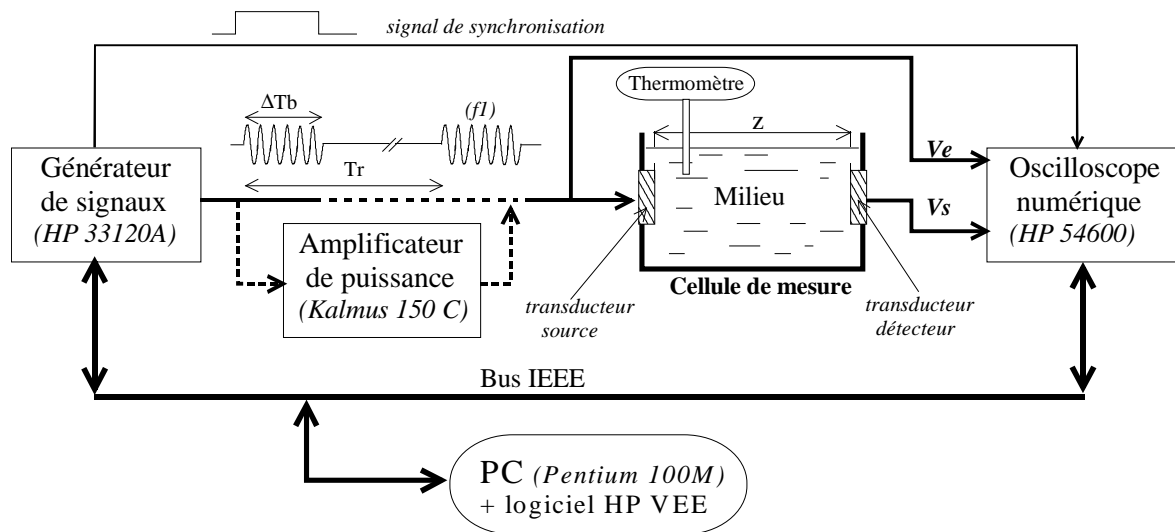 signal de synchronisation
Thermomètre
ΔTb
(f1)
z
Tr
Générateur
de signaux
(HP 33120A)
Ve
Vs
Milieu
Oscilloscope
numérique
(HP 54600)
Amplificateur
de puissance
(Kalmus 150 C)
Cellule de mesure
transducteur
source
transducteur
détecteur
Bus IEEE
PC (Pentium 100M)
+ logiciel HP VEE